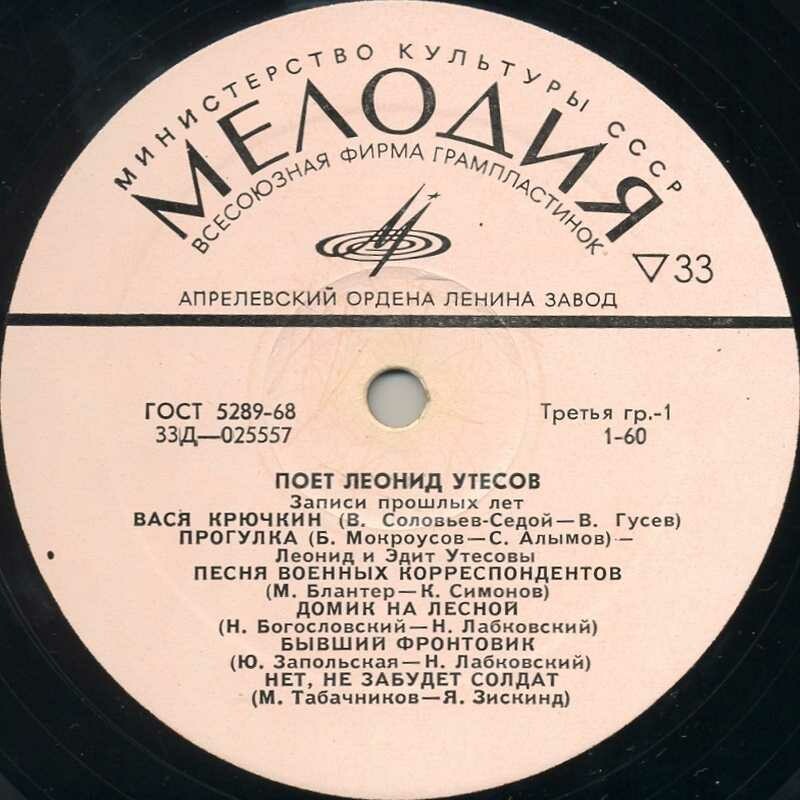 МИНИСТЕРСТВО КУЛЬТУРЫ СССР
МЕЛОДИЯ
ВСЕСОЮЗНАЯ ФИРМА ГРАМПЛАСТИНОК
▽33
АПРЕЛЕВСКИЙ ОРДЕНА ЛЕНИНА ЗАВОД
ГОСТ 5289-68
Третья гр.-1
33Д—025557
1-60
ПОЕТ ЛЕОНИД УТЕСОВ
Записи прошлых лет
ВАСЯ КРЮЧКИН (В. Соловьев-Седой—В. Гусев)
ПРОГУЛКА (Б. Мокроусов—С. Алымов)—
Леонид и Эдит Утесовы
ПЕСНЯ ВОЕННЫХ КОРРЕСПОНДЕНТОВ
(М. Блантер—К. Симонов)
ДОМИК НА ЛЕСНОЙ
(Н. Богословский—Н. Лабковский)
БЫВШИЙ ФРОНТОВИК
(Ю. Запольская—Н. Лабковский)
НЕТ, НЕ ЗАБУДЕТ СОЛДАТ
(М. Табачников—Я. Зискинд)